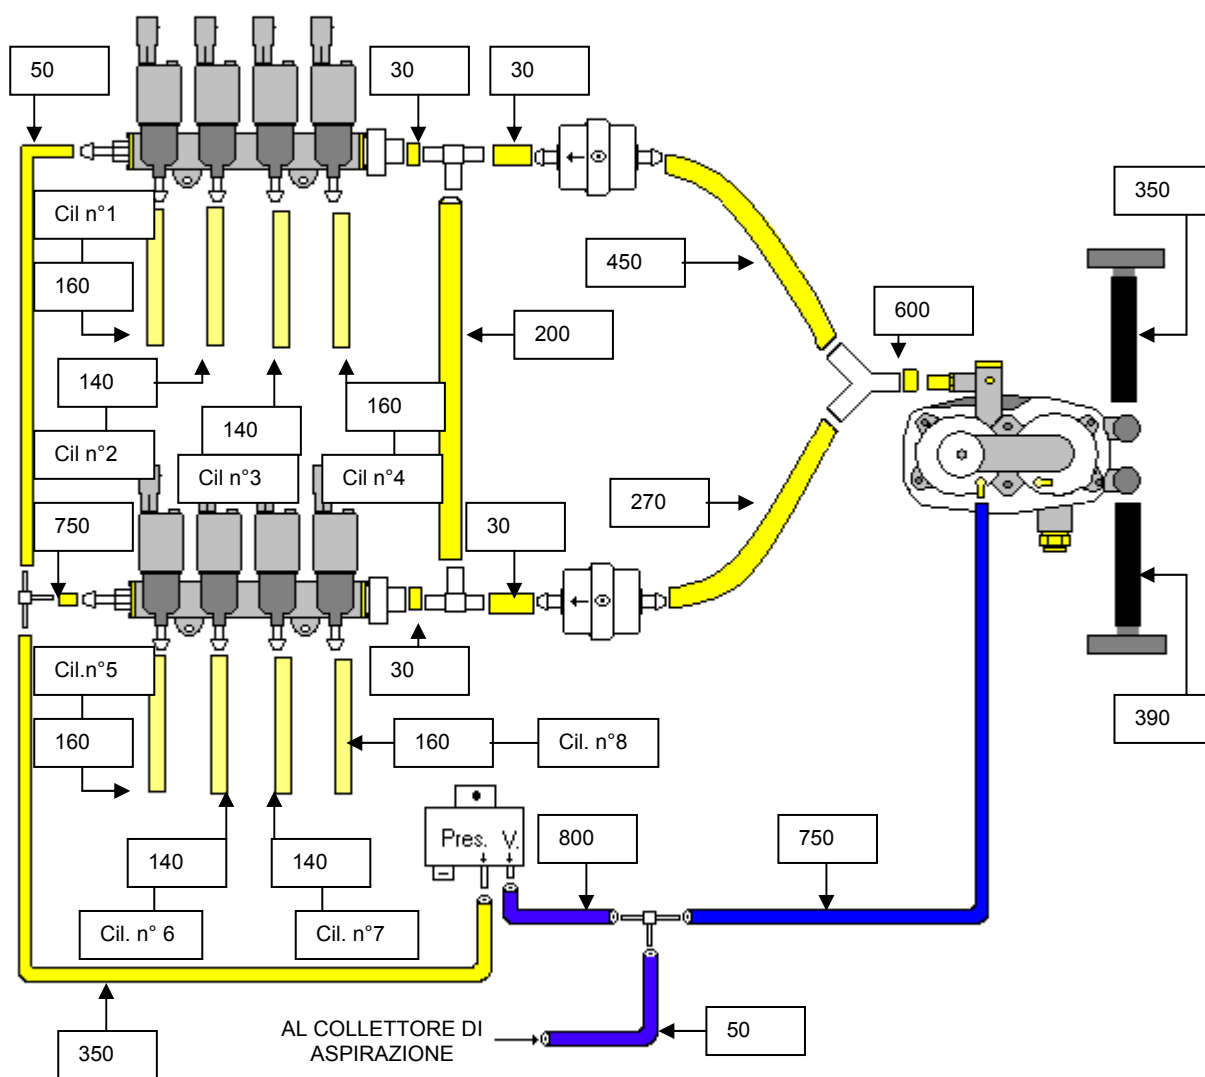 50
30
30
350
Cil n°1
160
450
600
200
140
160
140
Cil n°2
Cil n°3
Cil n°4
750
270
30
30
Cil.n°5
160
160
Cil. n°8
390
Pres. V.
800
750
140
140
Cil. n° 6
Cil. n°7
AL COLLETTORE DI
ASPIRAZIONE
50
350